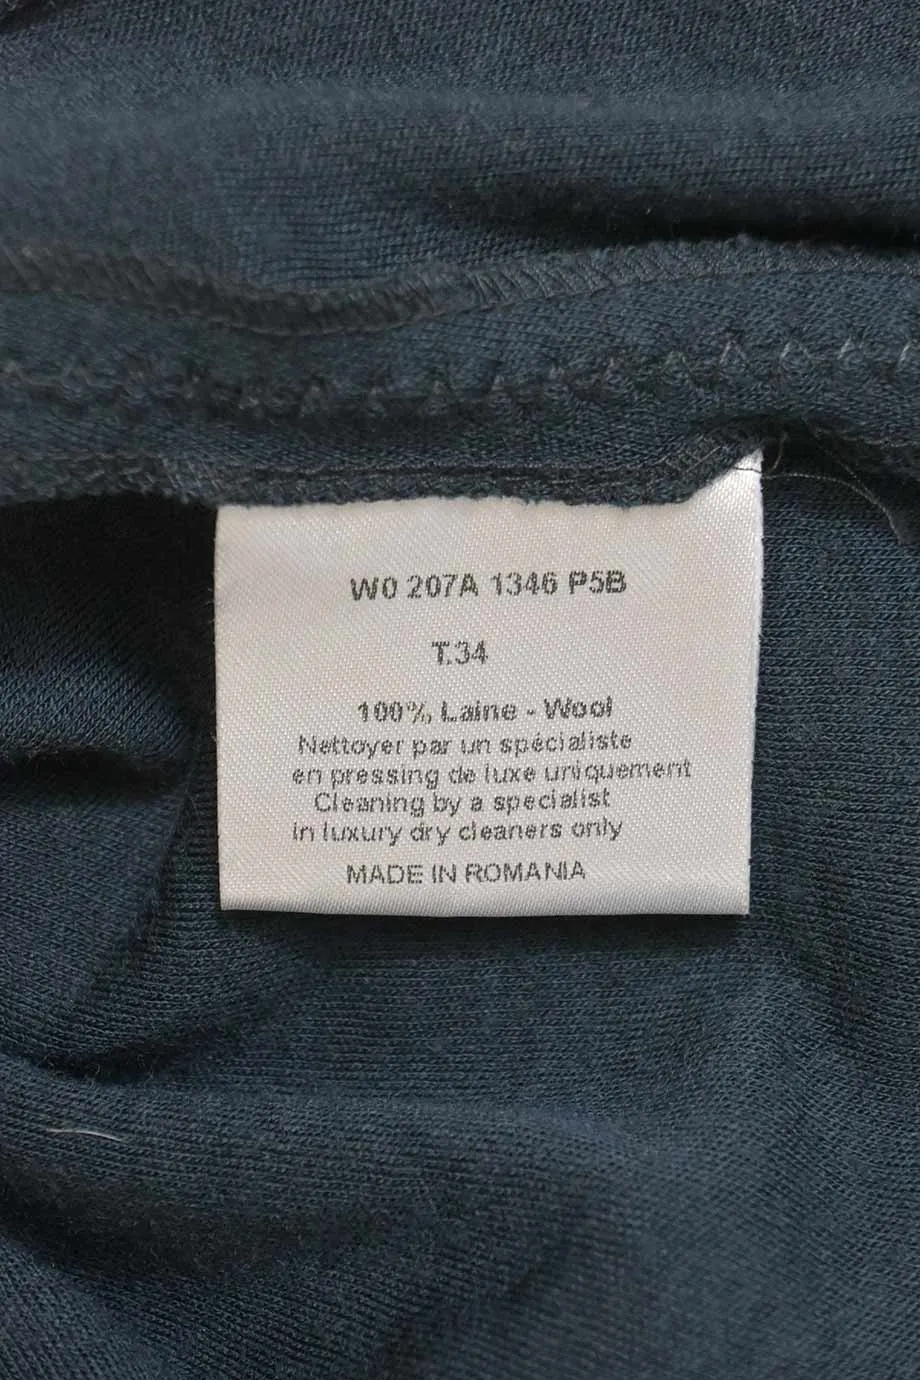 W0 207A 1346 P5B
T.34
100% Laine - Wool
Nettoyer par un spécialiste
en pressing de luxe uniquement
Cleaning by a specialist
in luxury dry cleaners only
MADE IN ROMANIA